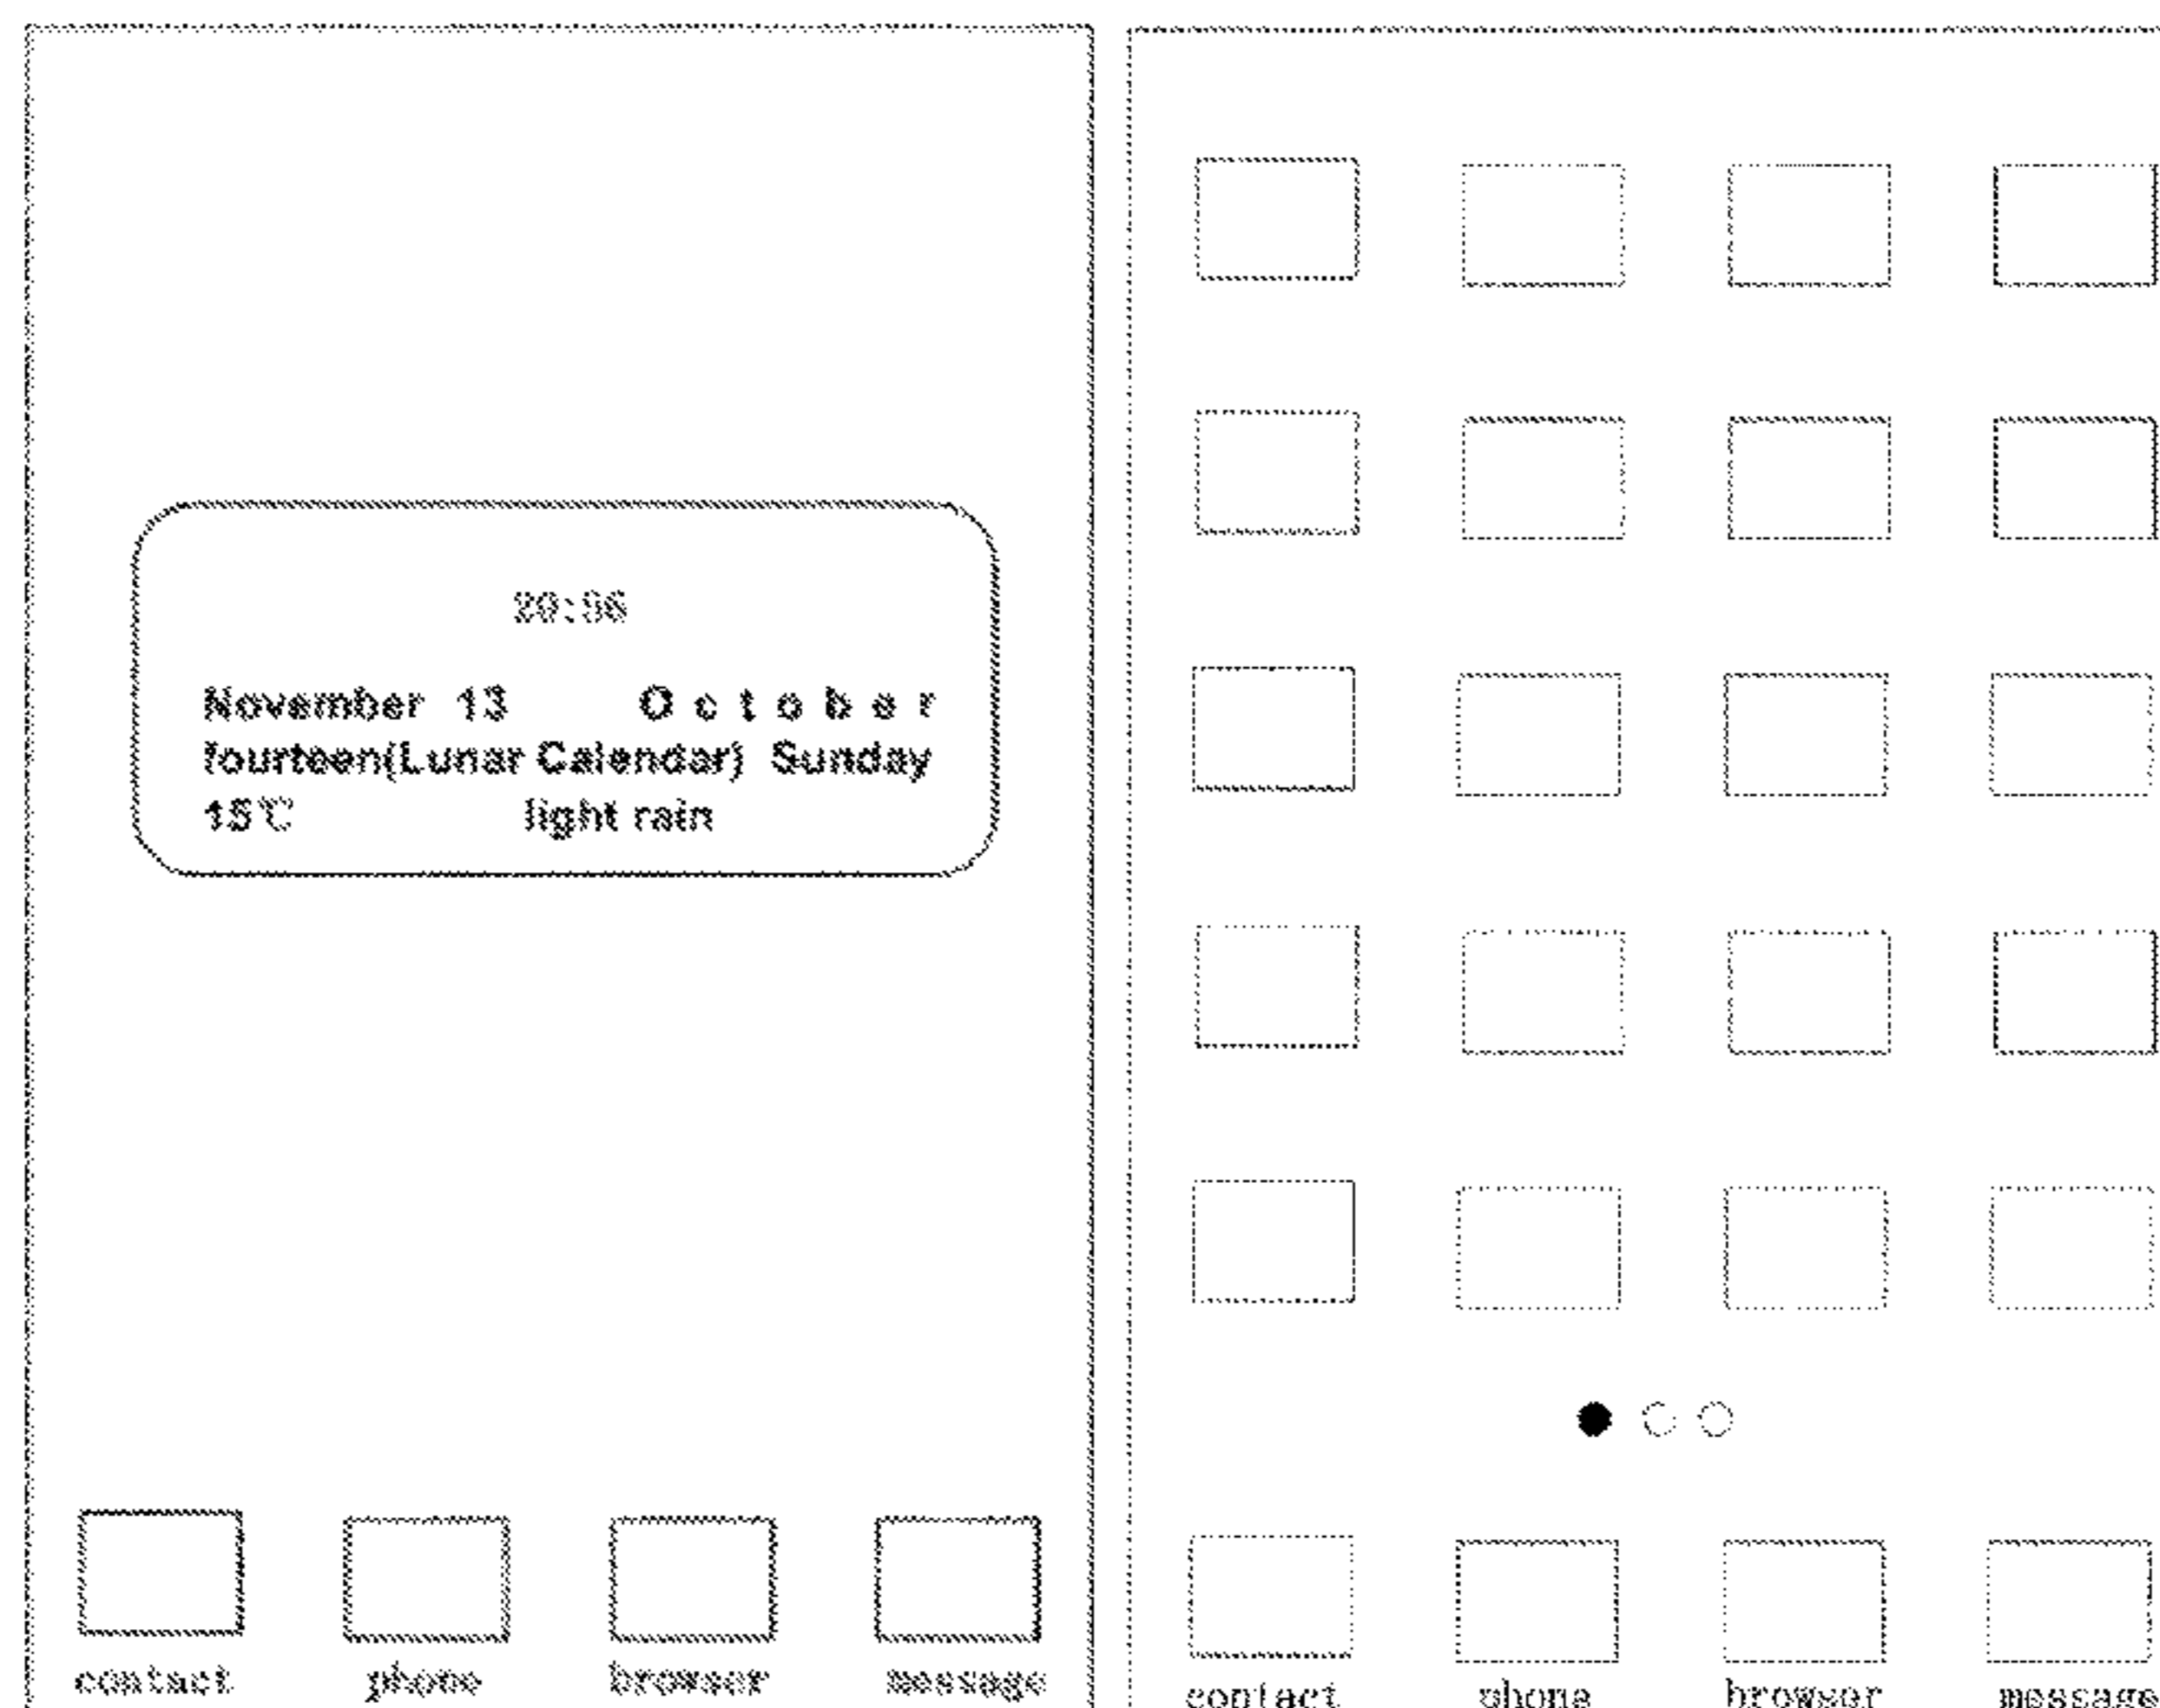 20:56
November 13 October
fourteen(Lunar Calendar) Sunday
15℃ light rain
contact phone browser message
contact phone browser message